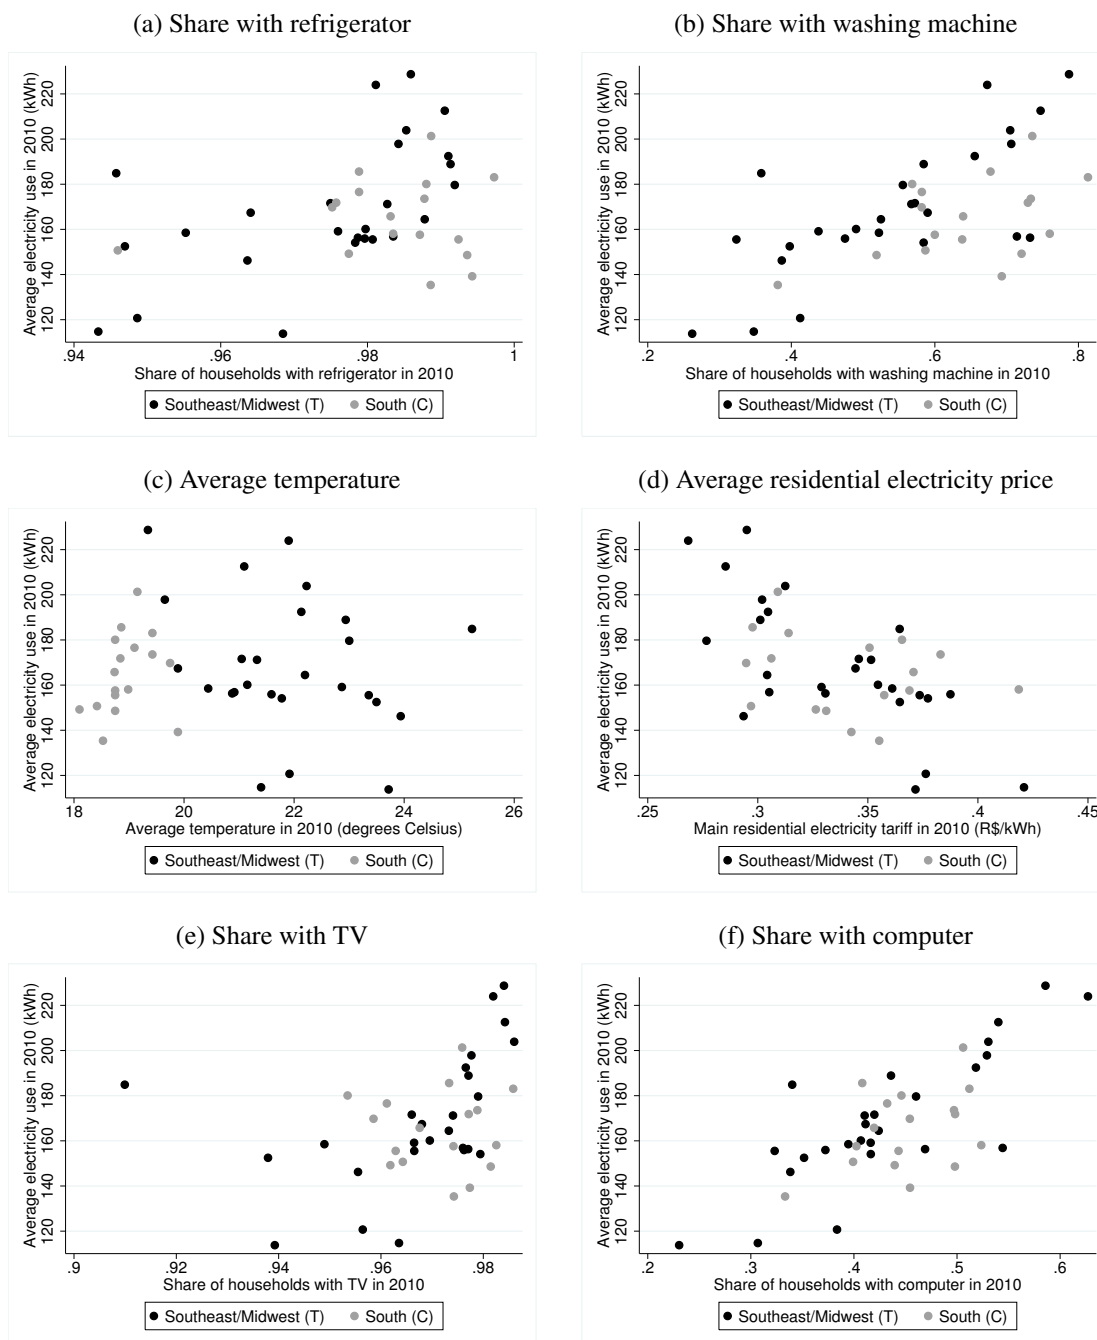 (a) Share with refrigerator
Average electricity use in 2010 (kWh)
120 140 160 180 200 220
.94 .96 .98 1
Share of households with refrigerator in 2010
Southeast/Midwest (T) South (C)
(b) Share with washing machine
Average electricity use in 2010 (kWh)
120 140 160 180 200 220
.2 .4 .6 .8
Share of households with washing machine in 2010
Southeast/Midwest (T) South (C)
(c) Average temperature
Average electricity use in 2010 (kWh)
120 140 160 180 200 220
18 20 22 24 26
Average temperature in 2010 (degrees Celsius)
Southeast/Midwest (T) South (C)
(d) Average residential electricity price
Average electricity use in 2010 (kWh)
120 140 160 180 200 220
.25 .3 .35 .4 .45
Main residential electricity tariff in 2010 (R$/kWh)
Southeast/Midwest (T) South (C)
(e) Share with TV
Average electricity use in 2010 (kWh)
120 140 160 180 200 220
.9 .92 .94 .96 .98
Share of households with TV in 2010
Southeast/Midwest (T) South (C)
(f) Share with computer
Average electricity use in 2010 (kWh)
120 140 160 180 200 220
.2 .3 .4 .5 .6
Share of households with computer in 2010
Southeast/Midwest (T) South (C)